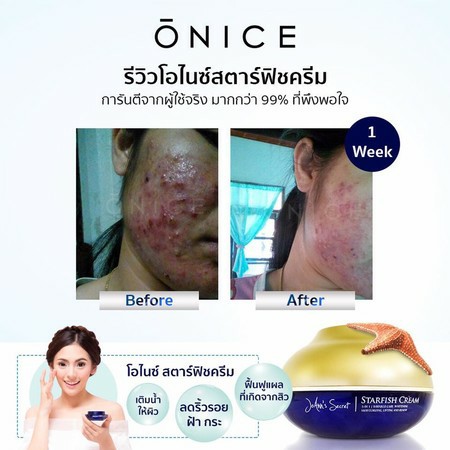 ŌNICE
รีวิวโอไนซ์สตาร์ฟิชครีม
การันตีจากผู้ใช้จริง มากกว่า 99% ที่พึงพอใจ
1
Week
ŌNICE ŌNICE
Before
After
โอไนซ์ สตาร์ฟิชครีม
เติมน้ำ
ให้ผิว
ลดริ้วรอย
ฝ้า กระ
ฟื้นฟูแผล
ที่เกิดจากสิว
JoAnn's Secret
STARFISH CREAM